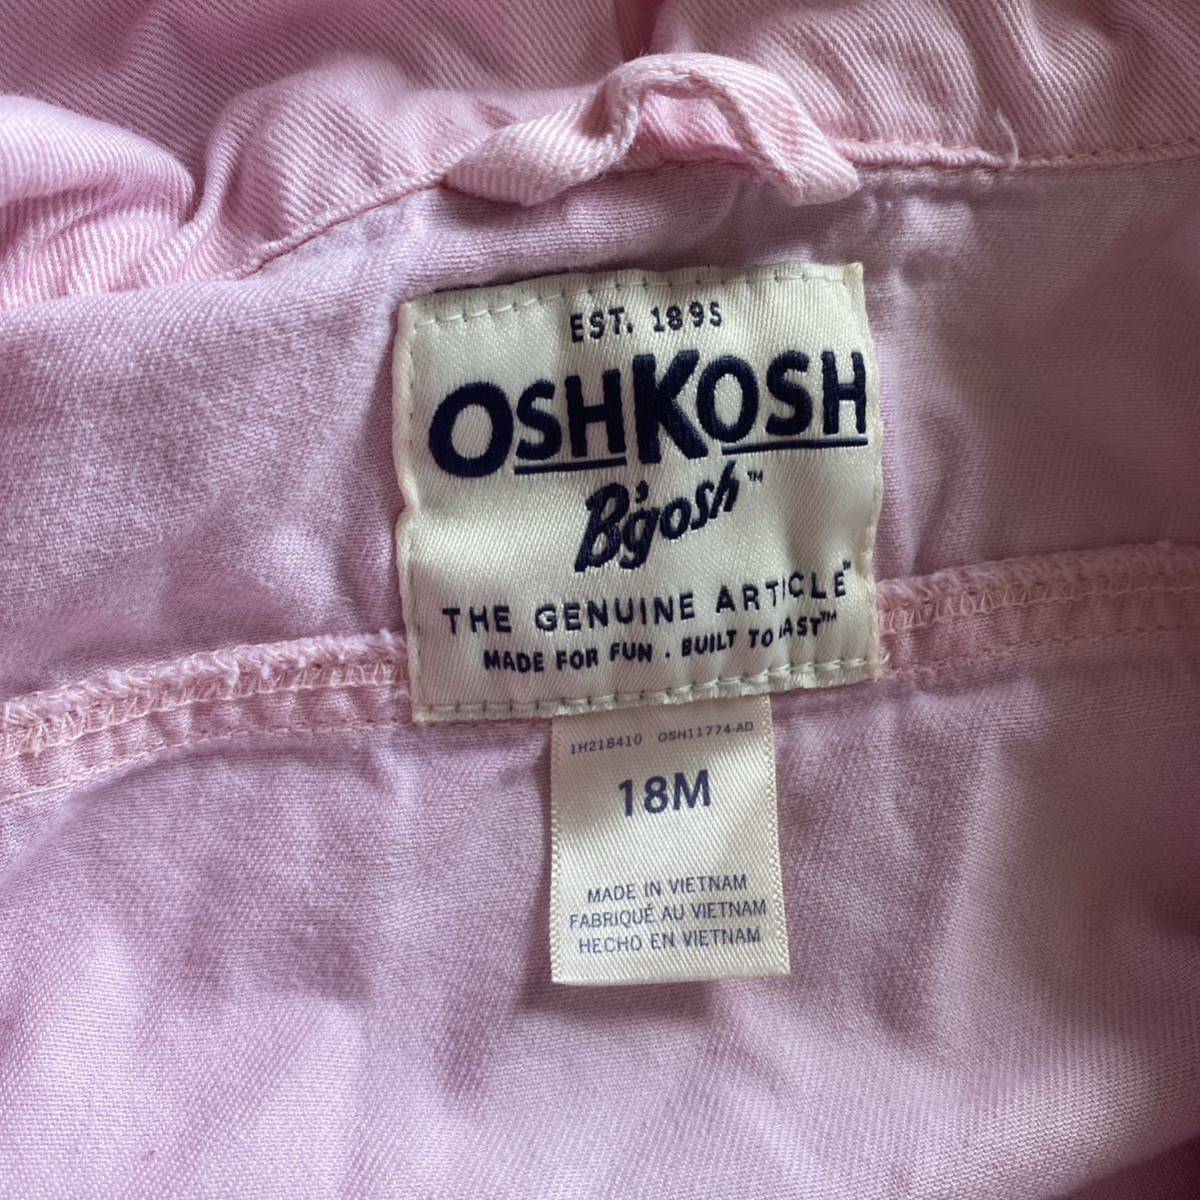 EST. 1895
OSHKOSH
B'gosh™
THE GENUINE ARTICLE™
MADE FOR FUN . BUILT TO LAST™
1H218410 OSH11774-AD
18M
MADE IN VIETNAM
FABRIQUÉ AU VIETNAM
HECHO EN VIETNAM